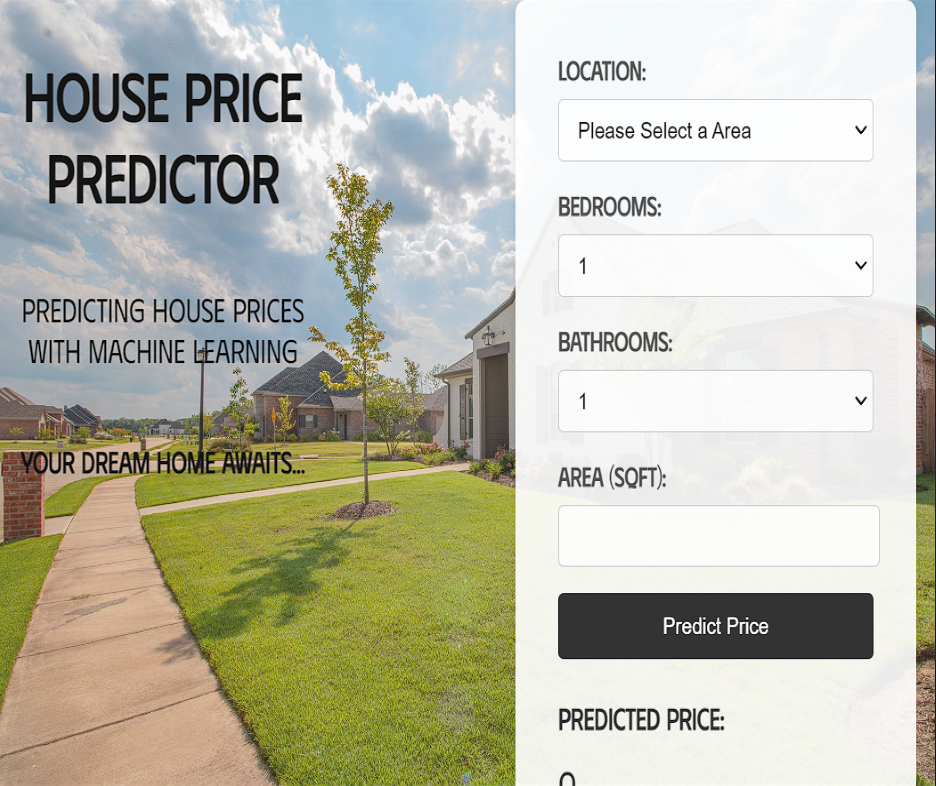 HOUSE PRICE
PREDICTOR
PREDICTING HOUSE PRICES
WITH MACHINE LEARNING
YOUR DREAM HOME AWAITS...
LOCATION:
Please Select a Area
BEDROOMS:
1
BATHROOMS:
1
AREA (SQFT):
Predict Price
PREDICTED PRICE: